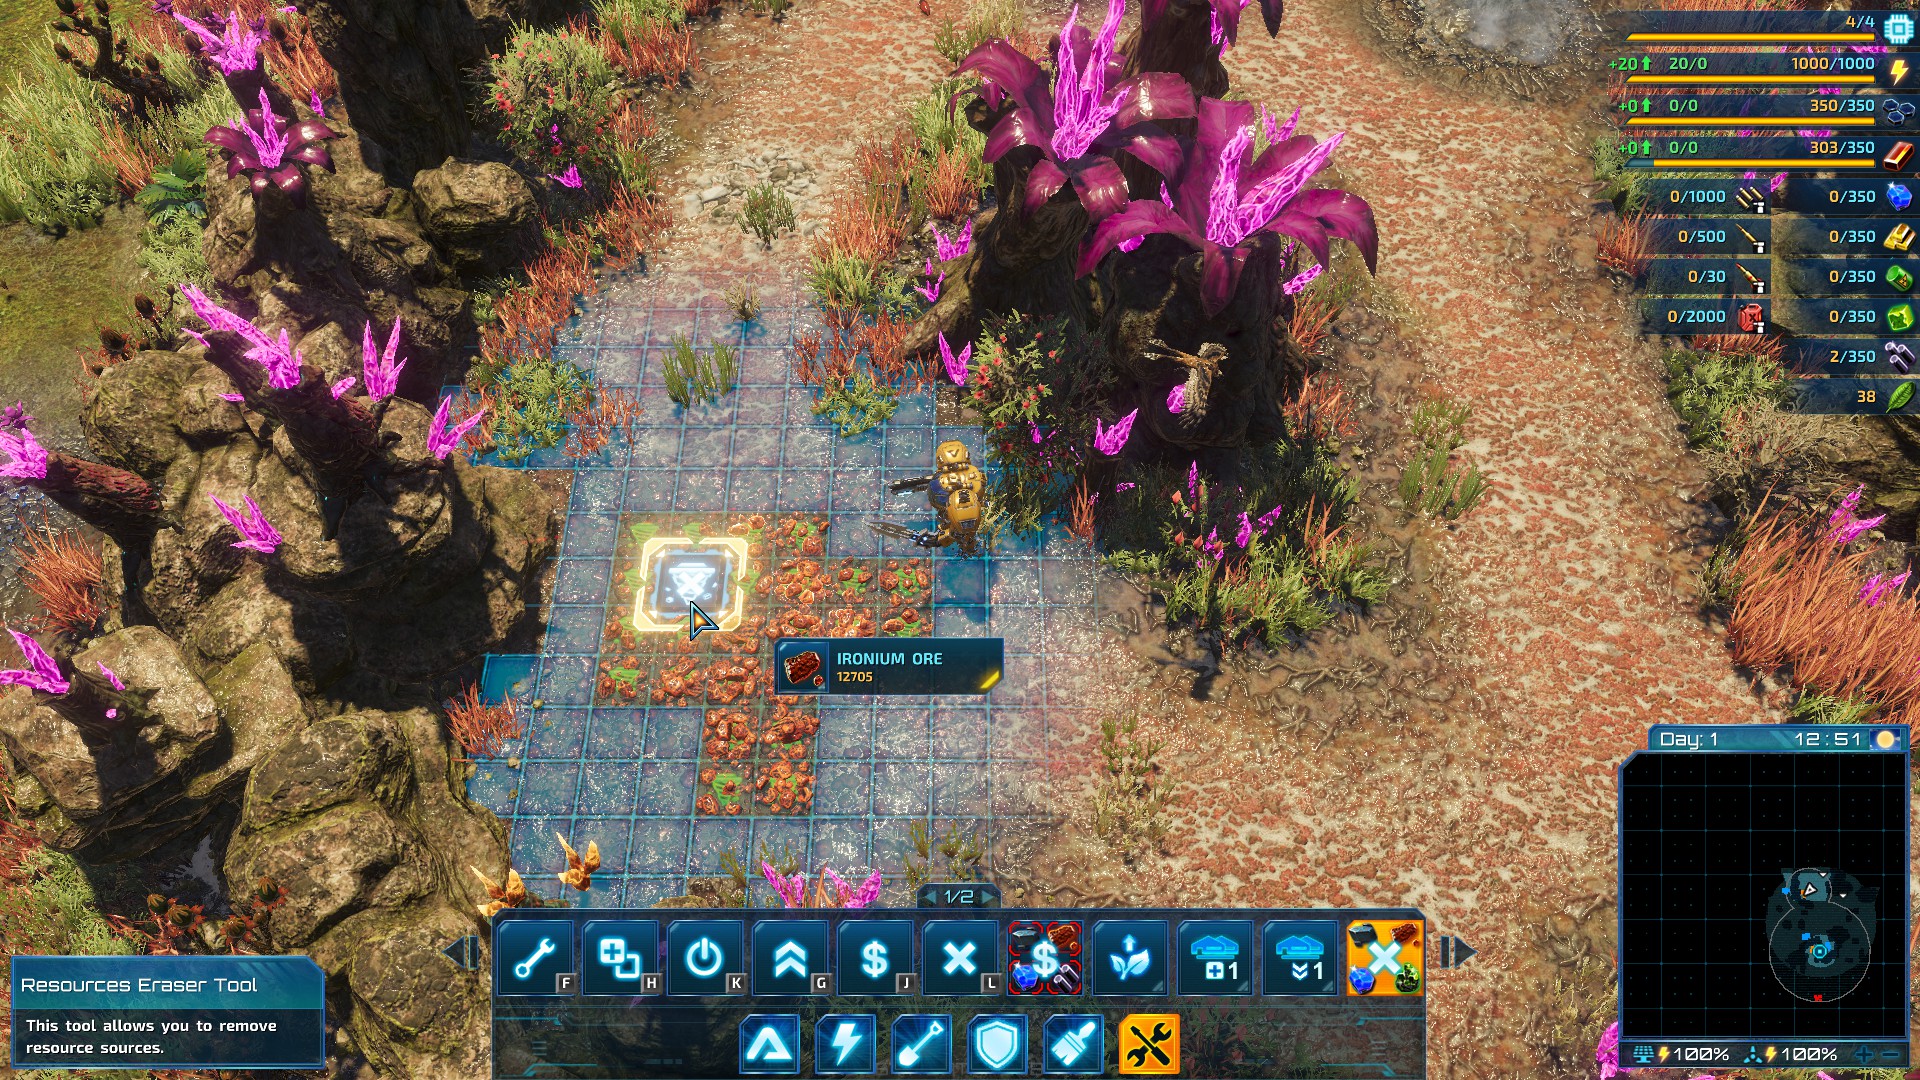 4/4
+20 20/0 1000/1000
+0 0/0 350/350
+0 0/0 303/350
0/1000 0/350
0/500 0/350
0/30 0/350
0/2000 0/350
2/350
38
IRONIUM ORE
12705
Day: 1 12:51
1/2
F H K G J L 1 1
$ $
Resources Eraser Tool
This tool allows you to remove
resource sources.
100% 100%